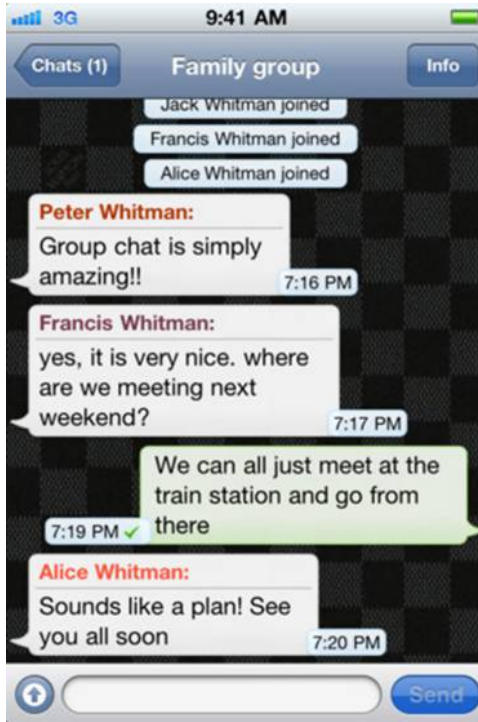 3G 9:41 AM
Chats (1) Family group Info
Jack Whitman joined
Francis Whitman joined
Alice Whitman joined
Peter Whitman:
Group chat is simply
amazing!!
7:16 PM
Francis Whitman:
yes, it is very nice. where
are we meeting next
weekend?
7:17 PM
We can all just meet at the
train station and go from
there
7:19 PM
Alice Whitman:
Sounds like a plan! See
you all soon
7:20 PM
Send